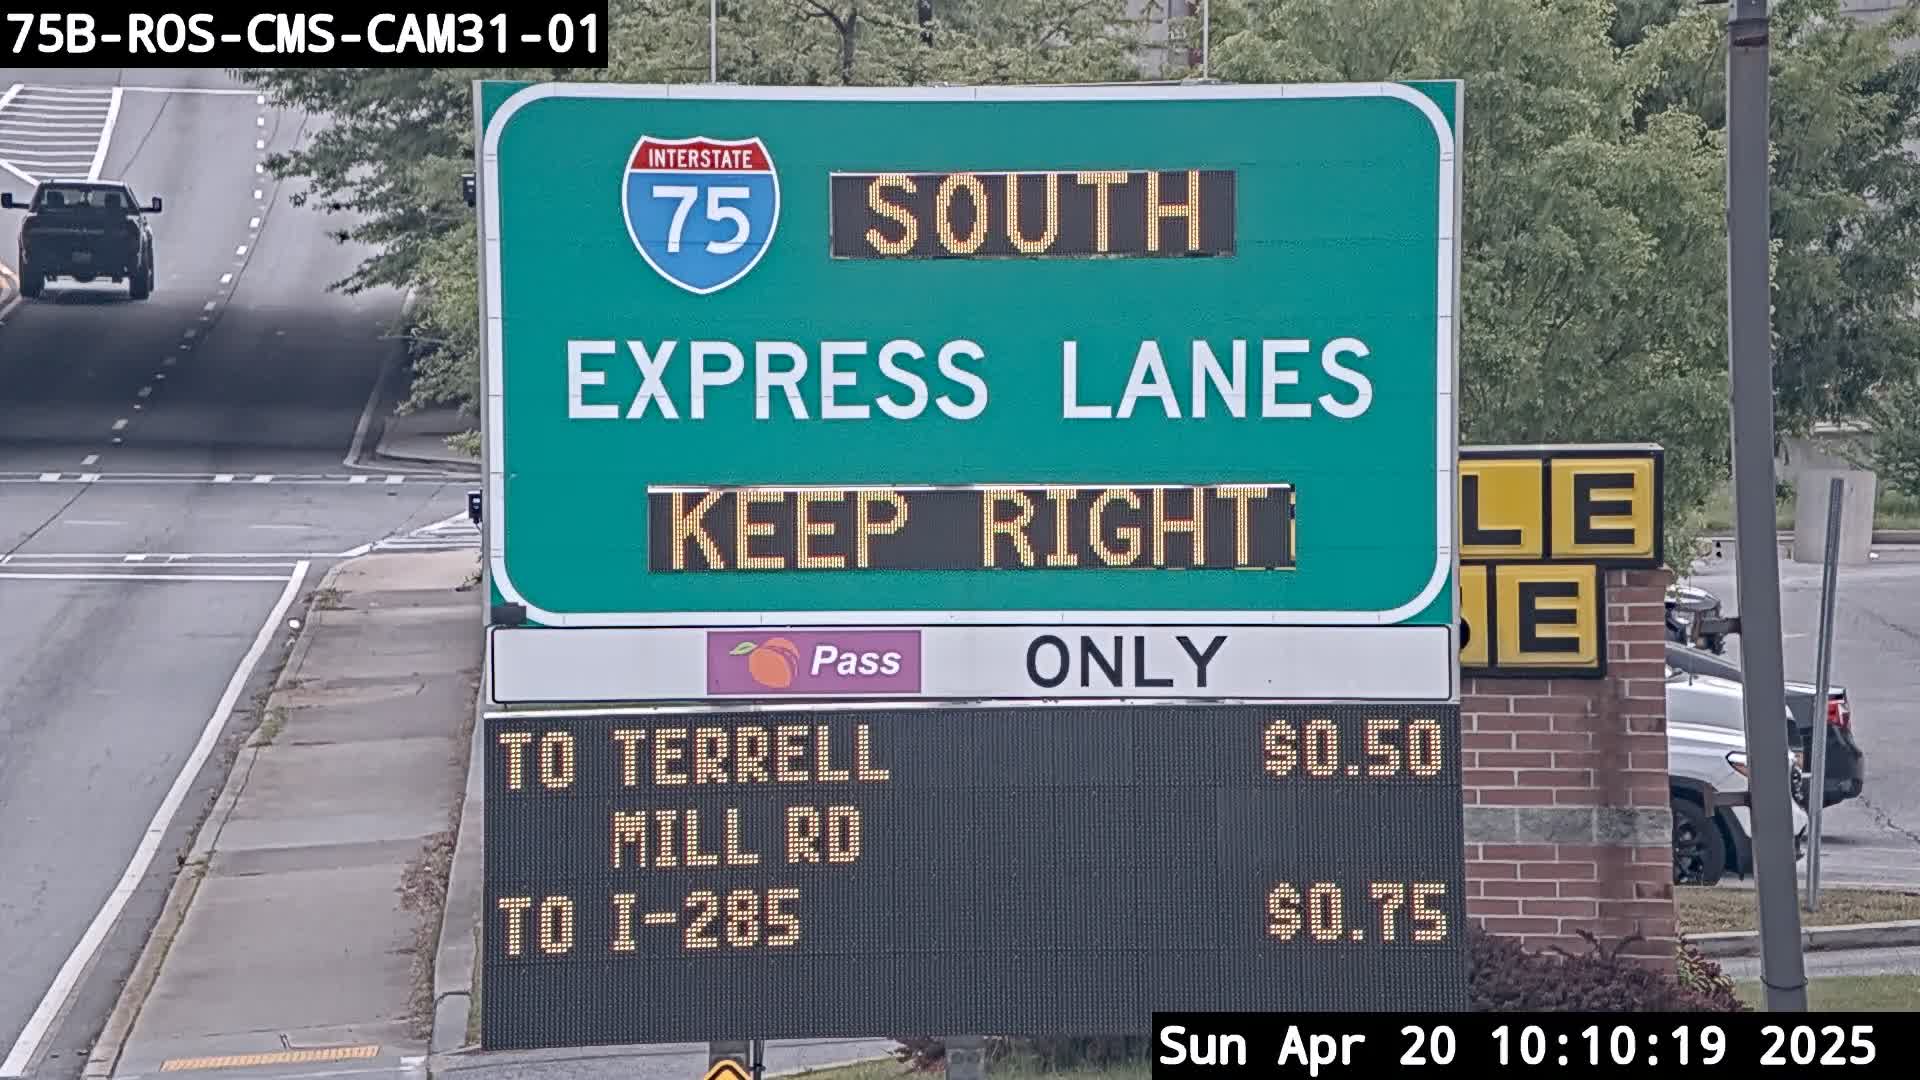 75B-ROS-CMS-CAM31-01
INTERSTATE
75
SOUTH
EXPRESS LANES
KEEP RIGHT
Pass ONLY
TO TERRELL $0.50
MILL RD
TO I-285 $0.75
LE
E
Sun Apr 20 10:10:19 2025